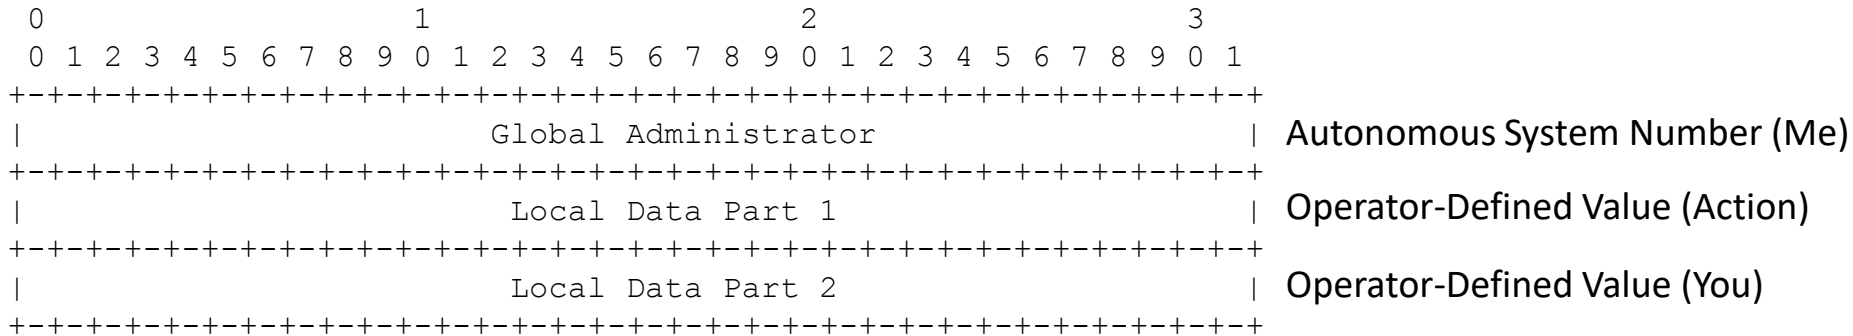 0                   1                   2                   3
0 1 2 3 4 5 6 7 8 9 0 1 2 3 4 5 6 7 8 9 0 1 2 3 4 5 6 7 8 9 0 1
+-+-+-+-+-+-+-+-+-+-+-+-+-+-+-+-+-+-+-+-+-+-+-+-+-+-+-+-+-+-+-+-+
|                        Global Administrator                   | Autonomous System Number (Me)
+-+-+-+-+-+-+-+-+-+-+-+-+-+-+-+-+-+-+-+-+-+-+-+-+-+-+-+-+-+-+-+-+
|                         Local Data Part 1                     | Operator-Defined Value (Action)
+-+-+-+-+-+-+-+-+-+-+-+-+-+-+-+-+-+-+-+-+-+-+-+-+-+-+-+-+-+-+-+-+
|                         Local Data Part 2                     | Operator-Defined Value (You)
+-+-+-+-+-+-+-+-+-+-+-+-+-+-+-+-+-+-+-+-+-+-+-+-+-+-+-+-+-+-+-+-+